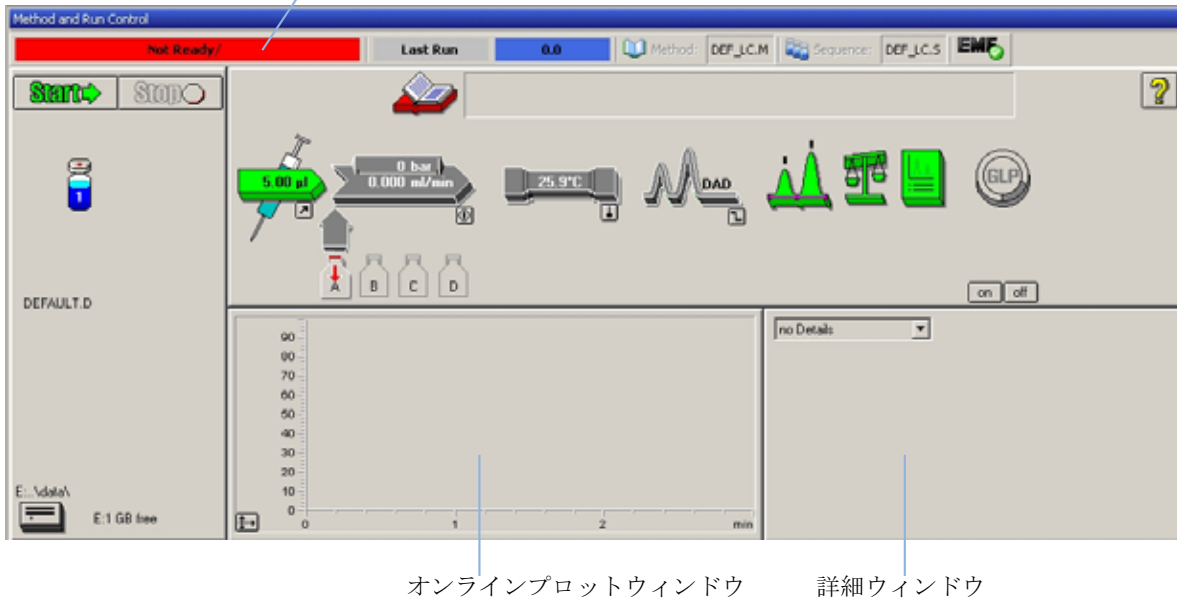 Method and Run Control
Not Ready/ Last Run 0.0 Method: DEF_LC.M Sequence: DEF_LC.S EMF
Start Stop
?
5.00 µl
0 bar
0.000 ml/min
25.9°C
DAD
GLP
1
A B C D
DEFAULT.D
on off
no Details
90
80
70
60
50
40
30
20
10
0
0 1 2 min
E:..\data\
E:1 GB free
オンラインプロットウィンドウ 詳細ウィンドウ